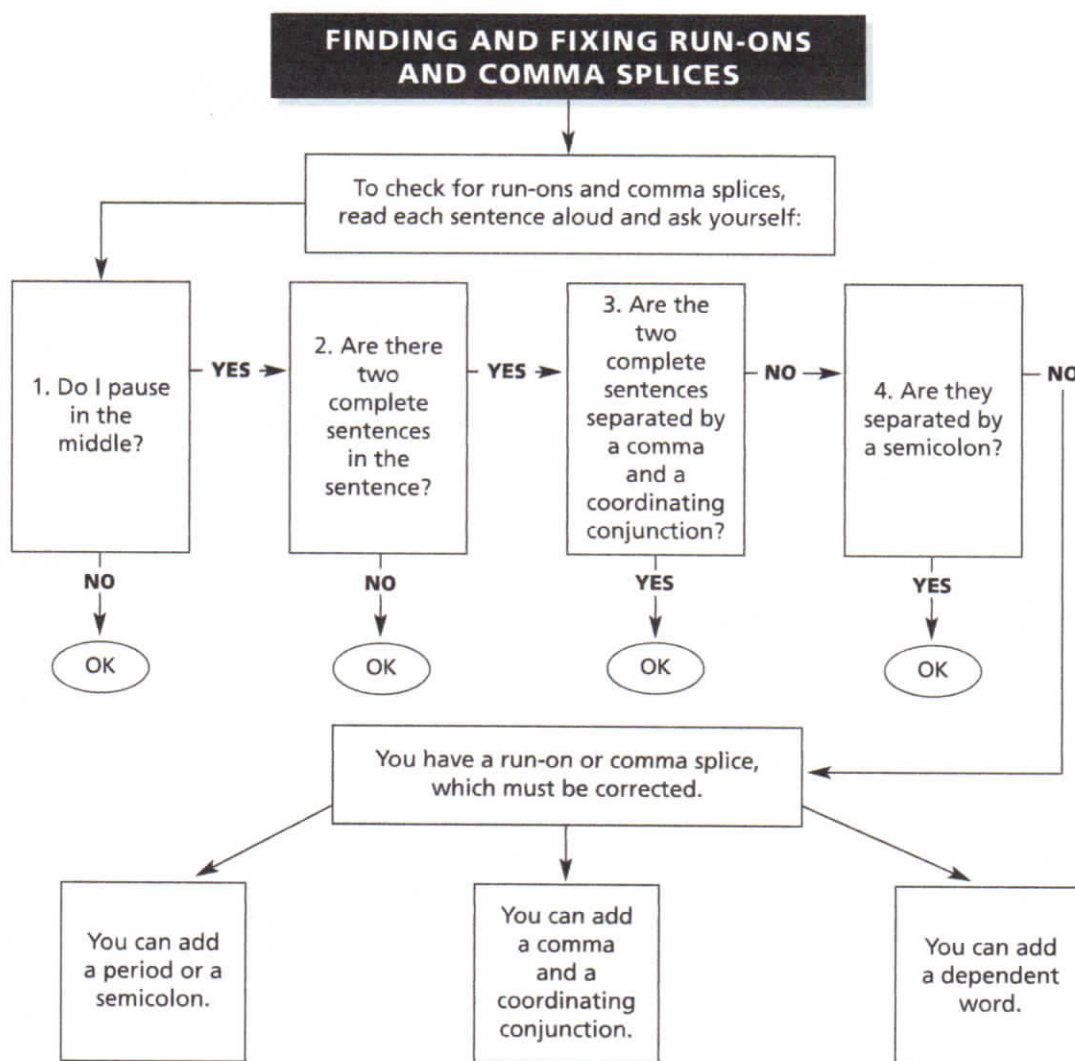 FINDING AND FIXING RUN-ONS
AND COMMA SPLICES
To check for run-ons and comma splices,
read each sentence aloud and ask yourself:
1. Do I pause
in the
middle?
YES
2. Are there
two
complete
sentences
in the
sentence?
YES
3. Are the
two
complete
sentences
separated by
a comma
and a
coordinating
conjunction?
NO
4. Are they
separated by
a semicolon?
NO
NO
NO
YES
YES
OK
OK
OK
OK
You have a run-on or comma splice,
which must be corrected.
You can add
a period or a
semicolon.
You can add
a comma
and a
coordinating
conjunction.
You can add
a dependent
word.